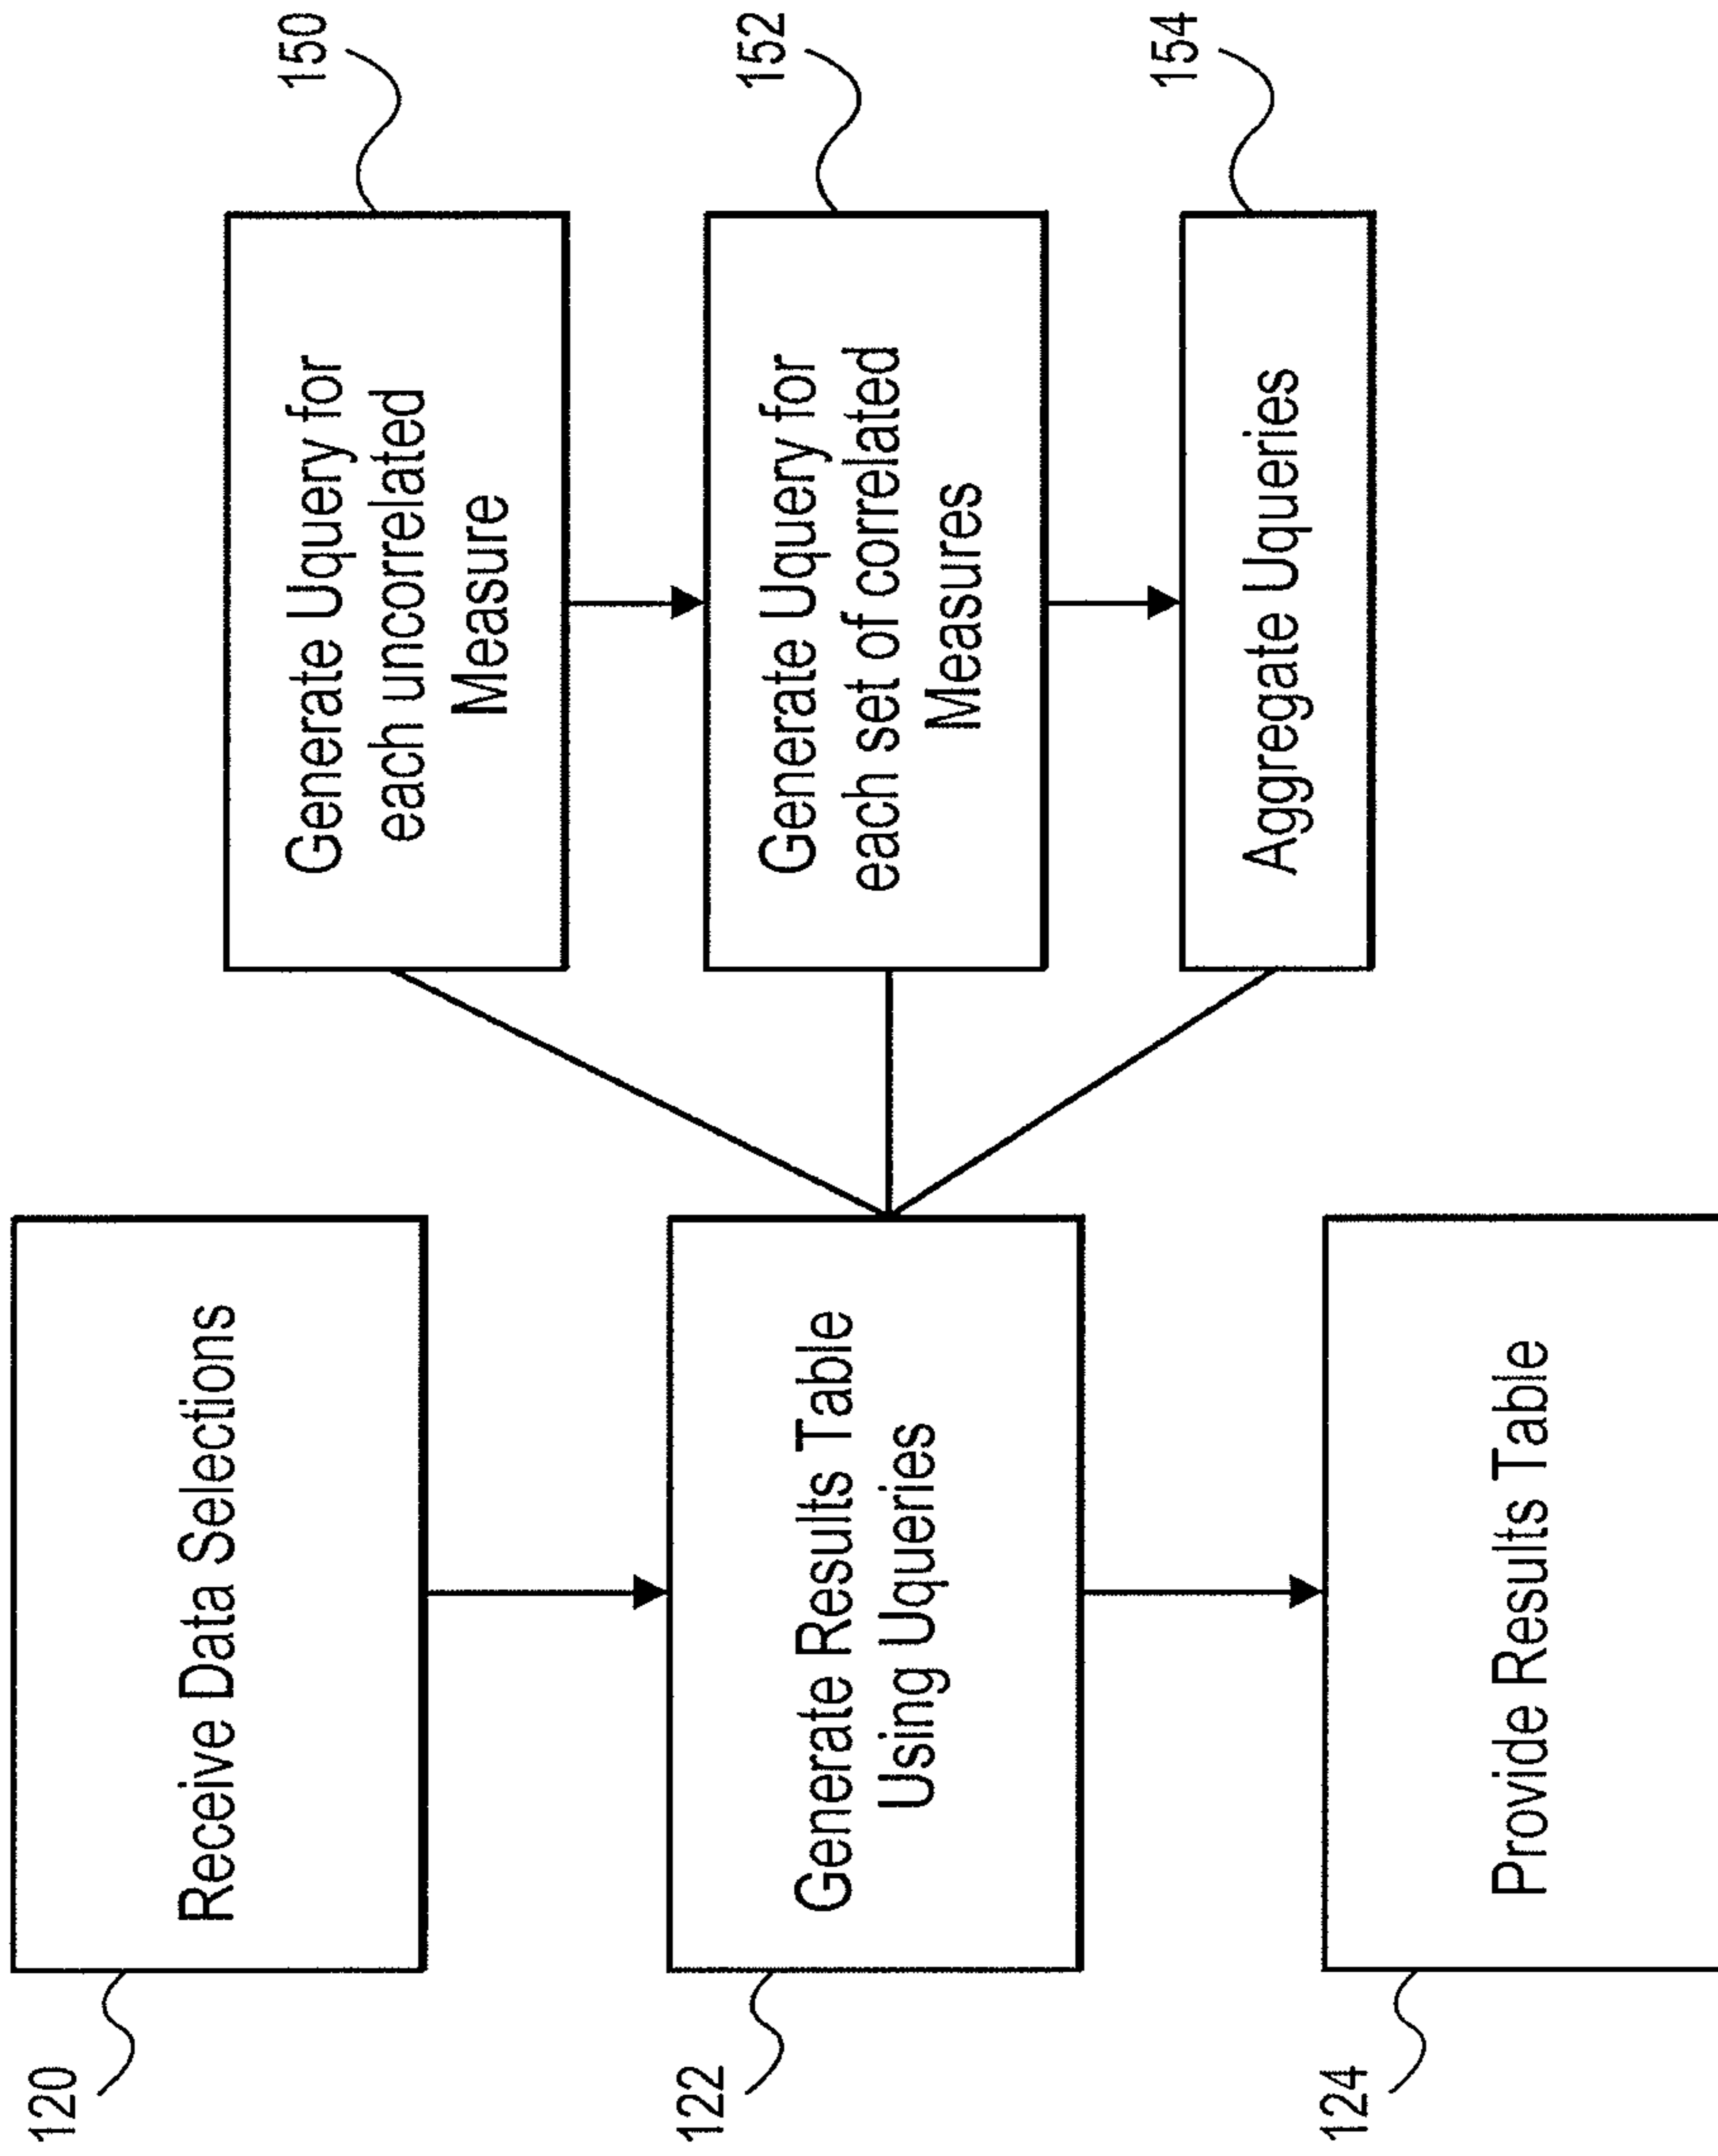 120
Receive Data Selections
122
Generate Results Table
Using Uqueries
124
Provide Results Table
150
Generate Uquery for
each uncorrelated
Measure
152
Generate Uquery for
each set of correlated
Measures
154
Aggregate Uqueries